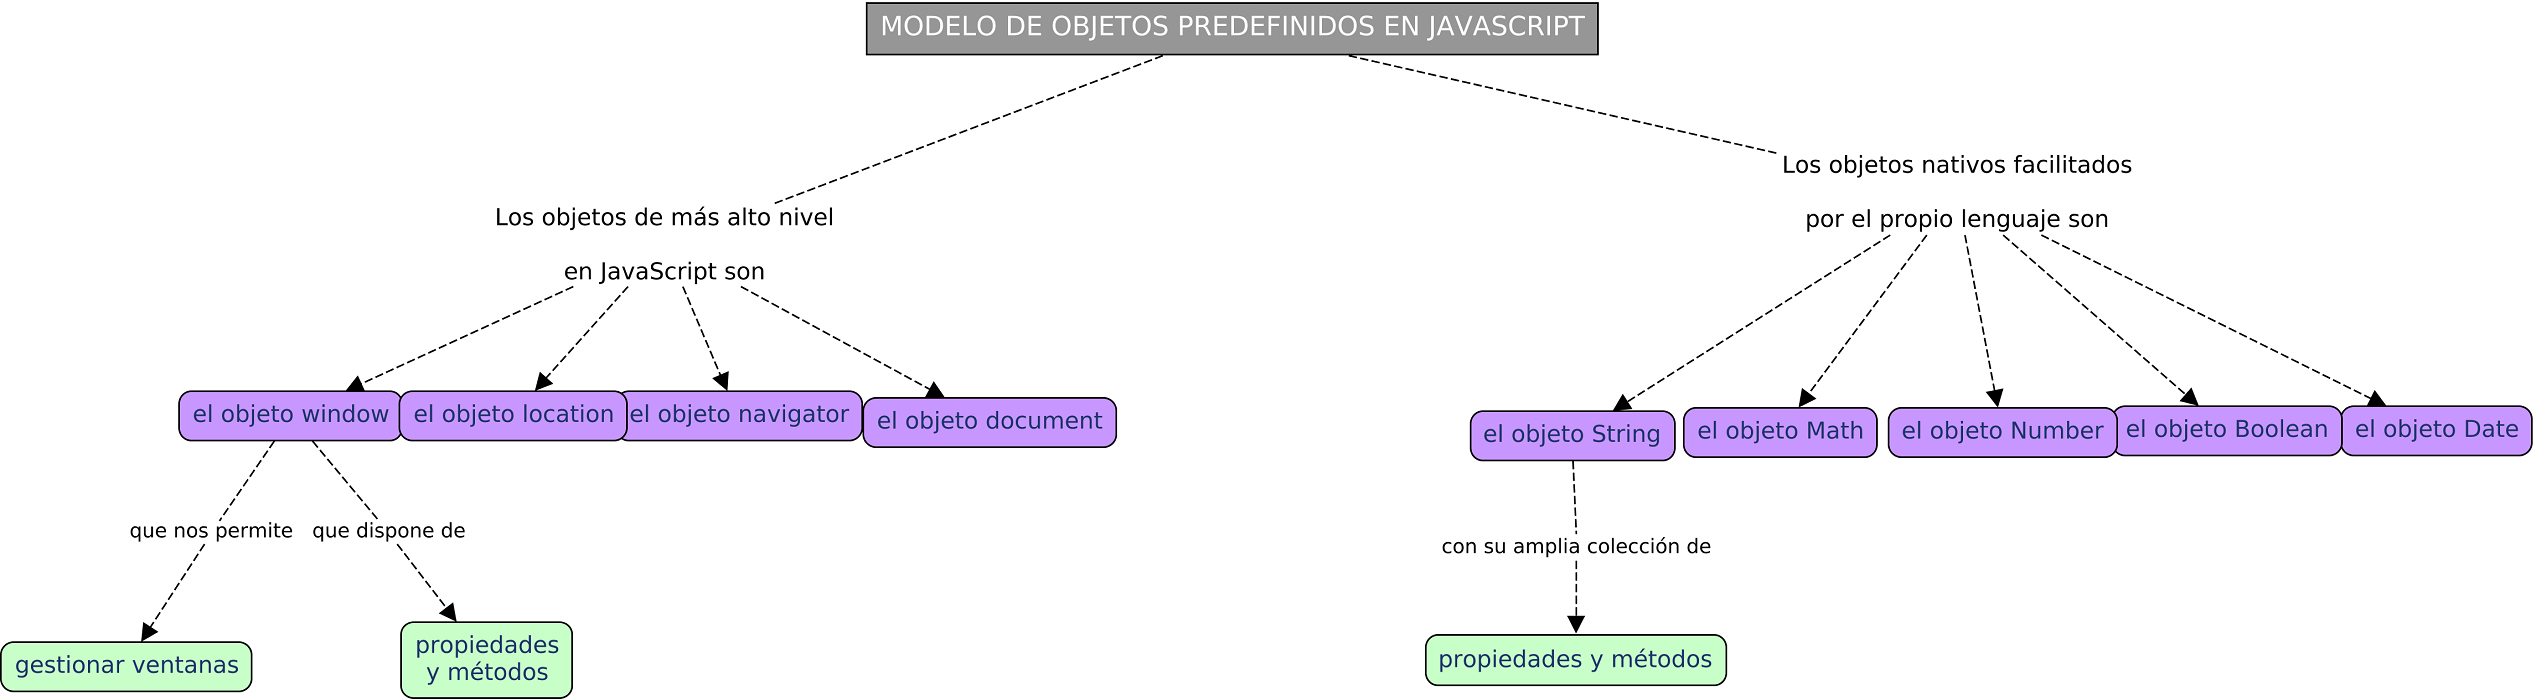 MODELO DE OBJETOS PREDEFINIDOS EN JAVASCRIPT
Los objetos de más alto nivel
en JavaScript son
el objeto window
el objeto location
el objeto navigator
el objeto document
que nos permite
que dispone de
gestionar ventanas
propiedades
y métodos
Los objetos nativos facilitados
por el propio lenguaje son
el objeto String
el objeto Math
el objeto Number
el objeto Boolean
el objeto Date
con su amplia colección de
propiedades y métodos